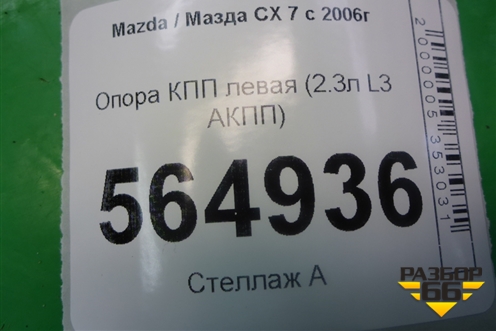 Mazda / Мазда CX 7 с 2006г
Опора КПП левая (2.3л L3
АКПП)
564936
Стеллаж А
2000005353031
РАЗБОР
66